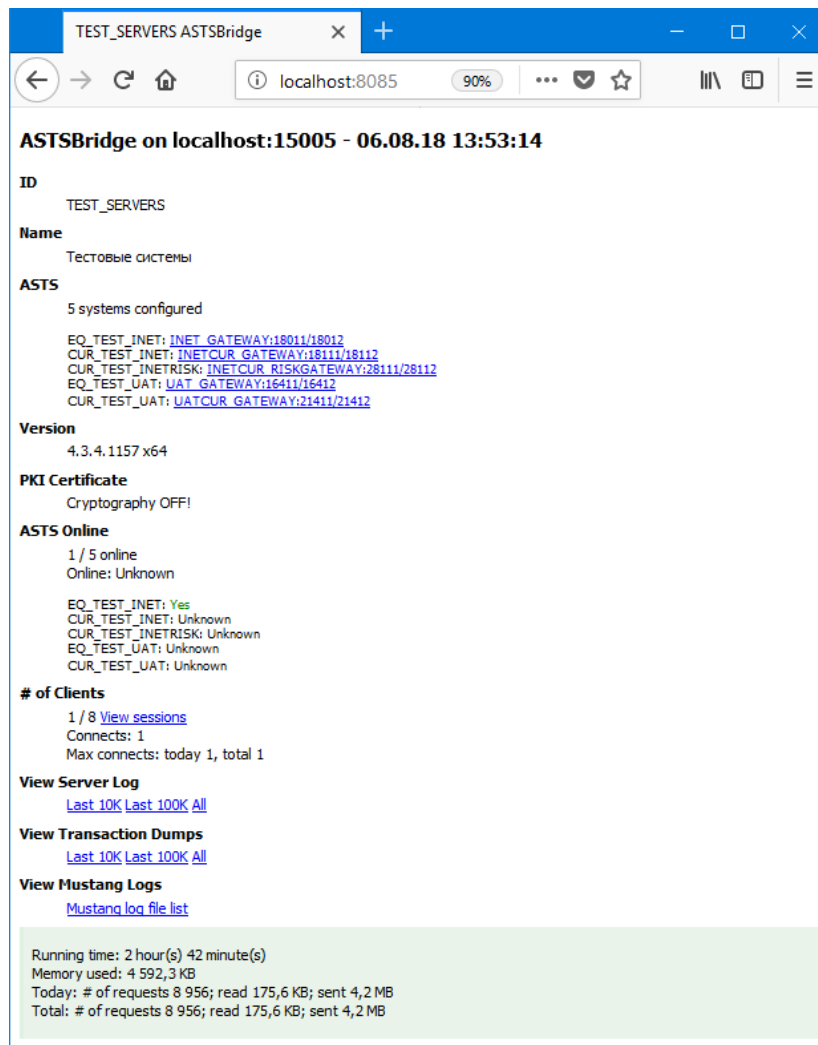 TEST_SERVERS ASTSBridge
localhost:8085 90%
ASTSBridge on localhost:15005 - 06.08.18 13:53:14
ID
TEST_SERVERS
Name
Тестовые системы
ASTS
5 systems configured
EQ_TEST_INET: INET_GATEWAY:18011/18012
CUR_TEST_INET: INETCUR_GATEWAY:18111/18112
CUR_TEST_INETRISK: INETCUR_RISKGATEWAY:28111/28112
EQ_TEST_UAT: UAT_GATEWAY:16411/16412
CUR_TEST_UAT: UATCUR_GATEWAY:21411/21412
Version
4.3.4.1157 x64
PKI Certificate
Cryptography OFF!
ASTS Online
1 / 5 online
Online: Unknown
EQ_TEST_INET: Yes
CUR_TEST_INET: Unknown
CUR_TEST_INETRISK: Unknown
EQ_TEST_UAT: Unknown
CUR_TEST_UAT: Unknown
# of Clients
1 / 8 View sessions
Connects: 1
Max connects: today 1, total 1
View Server Log
Last 10K Last 100K All
View Transaction Dumps
Last 10K Last 100K All
View Mustang Logs
Mustang log file list
Running time: 2 hour(s) 42 minute(s)
Memory used: 4 592,3 KB
Today: # of requests 8 956; read 175,6 KB; sent 4,2 MB
Total: # of requests 8 956; read 175,6 KB; sent 4,2 MB